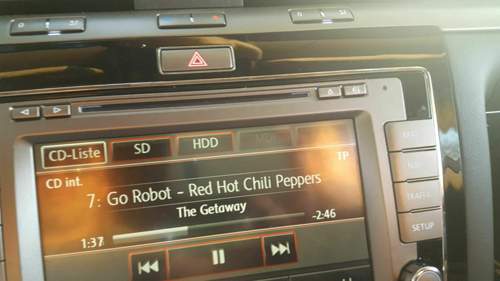 CD-Liste SD HDD
TP
CD int.
7: Go Robot - Red Hot Chili Peppers
The Getaway
1:37 -2:46
TRAFFIC
SETUP